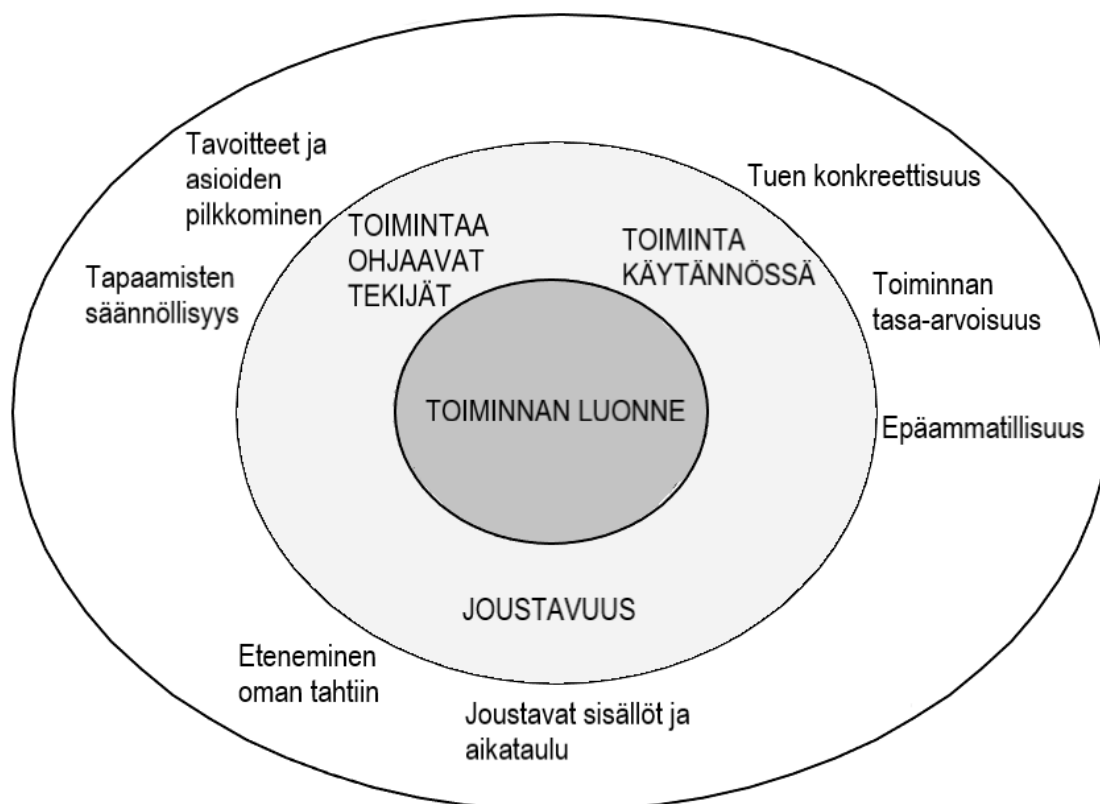 Tavoitteet ja
asioiden
pilkkominen
Tuen konkreettisuus
TOIMINTAA
OHJAAVAT
TEKIJÄT
TOIMINTA
KÄYTÄNNÖSSÄ
Tapaamisten
säännöllisyys
Toiminnan
tasa-arvoisuus
TOIMINNAN LUONNE
Epäammatillisuus
JOUSTAVUUS
Eteneminen
oman tahtiin
Joustavat sisällöt ja
aikataulu